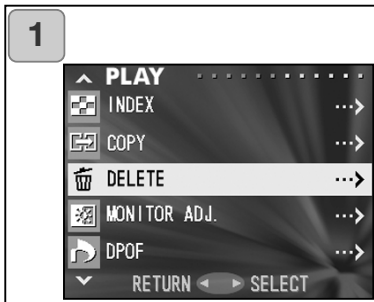 1
PLAY
INDEX
COPY
DELETE
MONITOR ADJ.
DPOF
RETURN SELECT